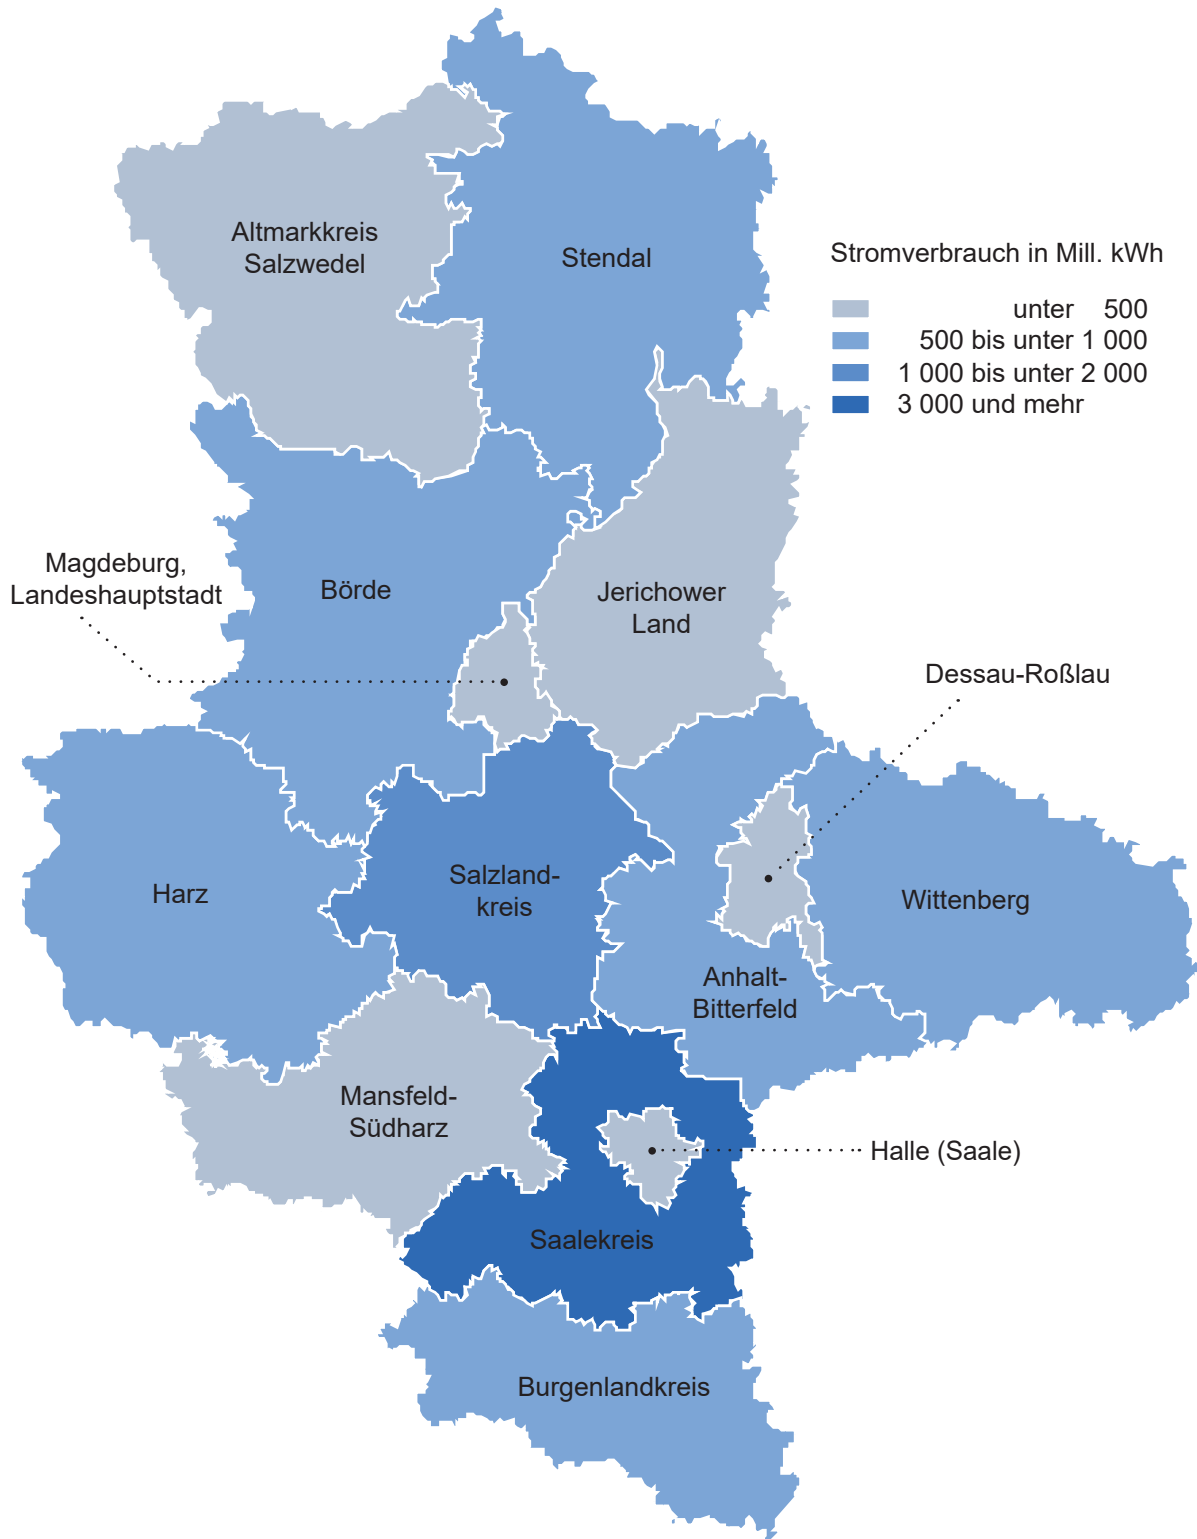 Altmarkkreis
Salzwedel
Stendal
Stromverbrauch in Mill. kWh
unter 500
500 bis unter 1 000
1 000 bis unter 2 000
3 000 und mehr
Magdeburg,
Landeshauptstadt
Börde
Jerichower
Land
Dessau-Roßlau
Harz
Salzland-
kreis
Wittenberg
Anhalt-
Bitterfeld
Mansfeld-
Südharz
Halle (Saale)
Saalekreis
Burgenlandkreis